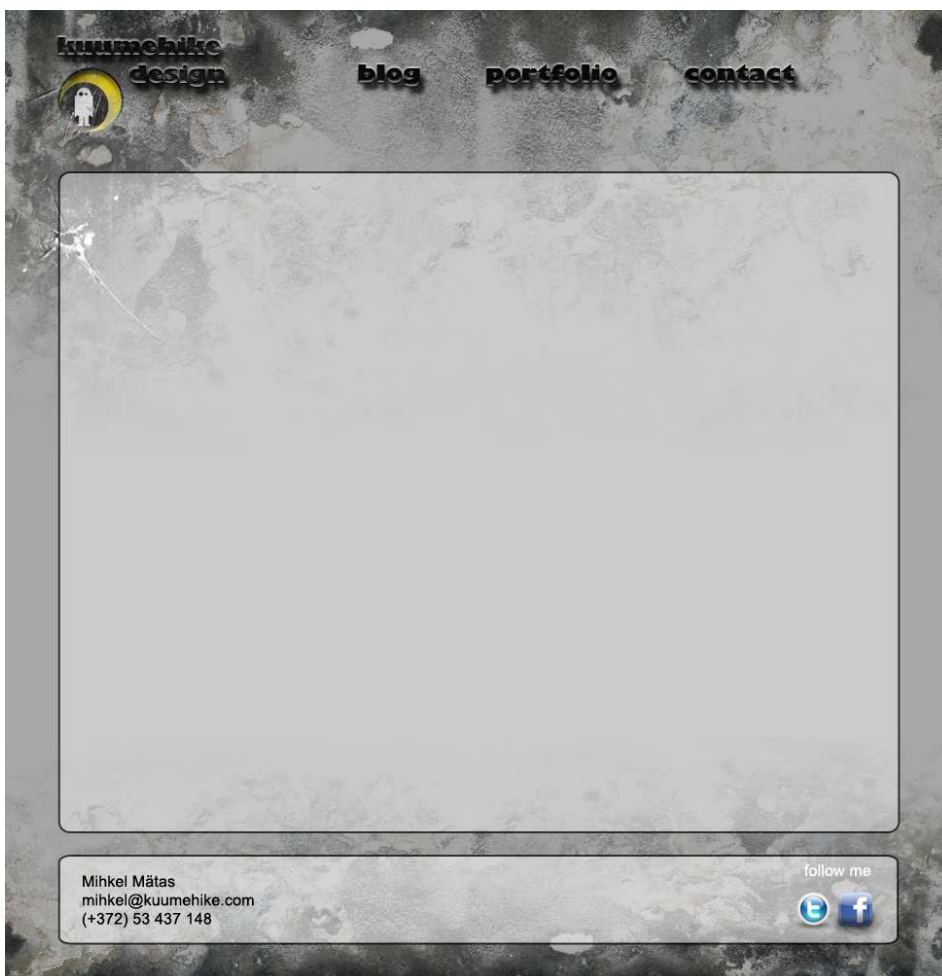 kuumehike
design
blog portfolio contact
Mihkel Mätas
mihkel@kuumehike.com
(+372) 53 437 148
follow me
t f